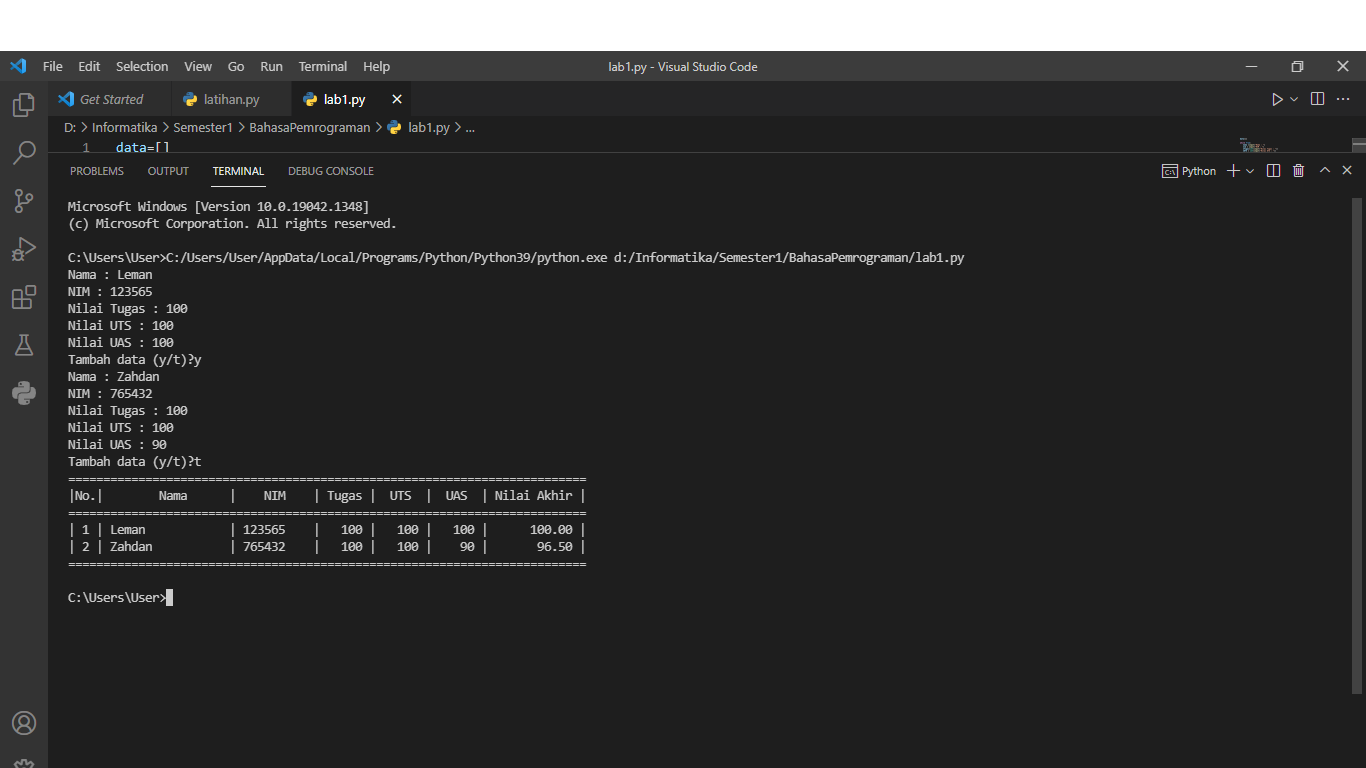 File Edit Selection View Go Run Terminal Help lab1.py - Visual Studio Code
Get Started latihan.py lab1.py
D: > Informatika > Semester1 > BahasaPemrograman > lab1.py > ...
1 data=[]
PROBLEMS OUTPUT TERMINAL DEBUG CONSOLE Python
Microsoft Windows [Version 10.0.19042.1348]
(c) Microsoft Corporation. All rights reserved.
C:\Users\User>C:/Users/User/AppData/Local/Programs/Python/Python39/python.exe d:/Informatika/Semester1/BahasaPemrograman/lab1.py
Nama : Leman
NIM : 123565
Nilai Tugas : 100
Nilai UTS : 100
Nilai UAS : 100
Tambah data (y/t)?y
Nama : Zahdan
NIM : 765432
Nilai Tugas : 100
Nilai UTS : 100
Nilai UAS : 90
Tambah data (y/t)?t
==========================================================================
|No.|        Nama      |    NIM    | Tugas |  UTS  |  UAS  | Nilai Akhir |
==========================================================================
| 1 | Leman            | 123565    |   100 |   100 |   100 |      100.00 |
| 2 | Zahdan           | 765432    |   100 |   100 |    90 |       96.50 |
==========================================================================
C:\Users\User>